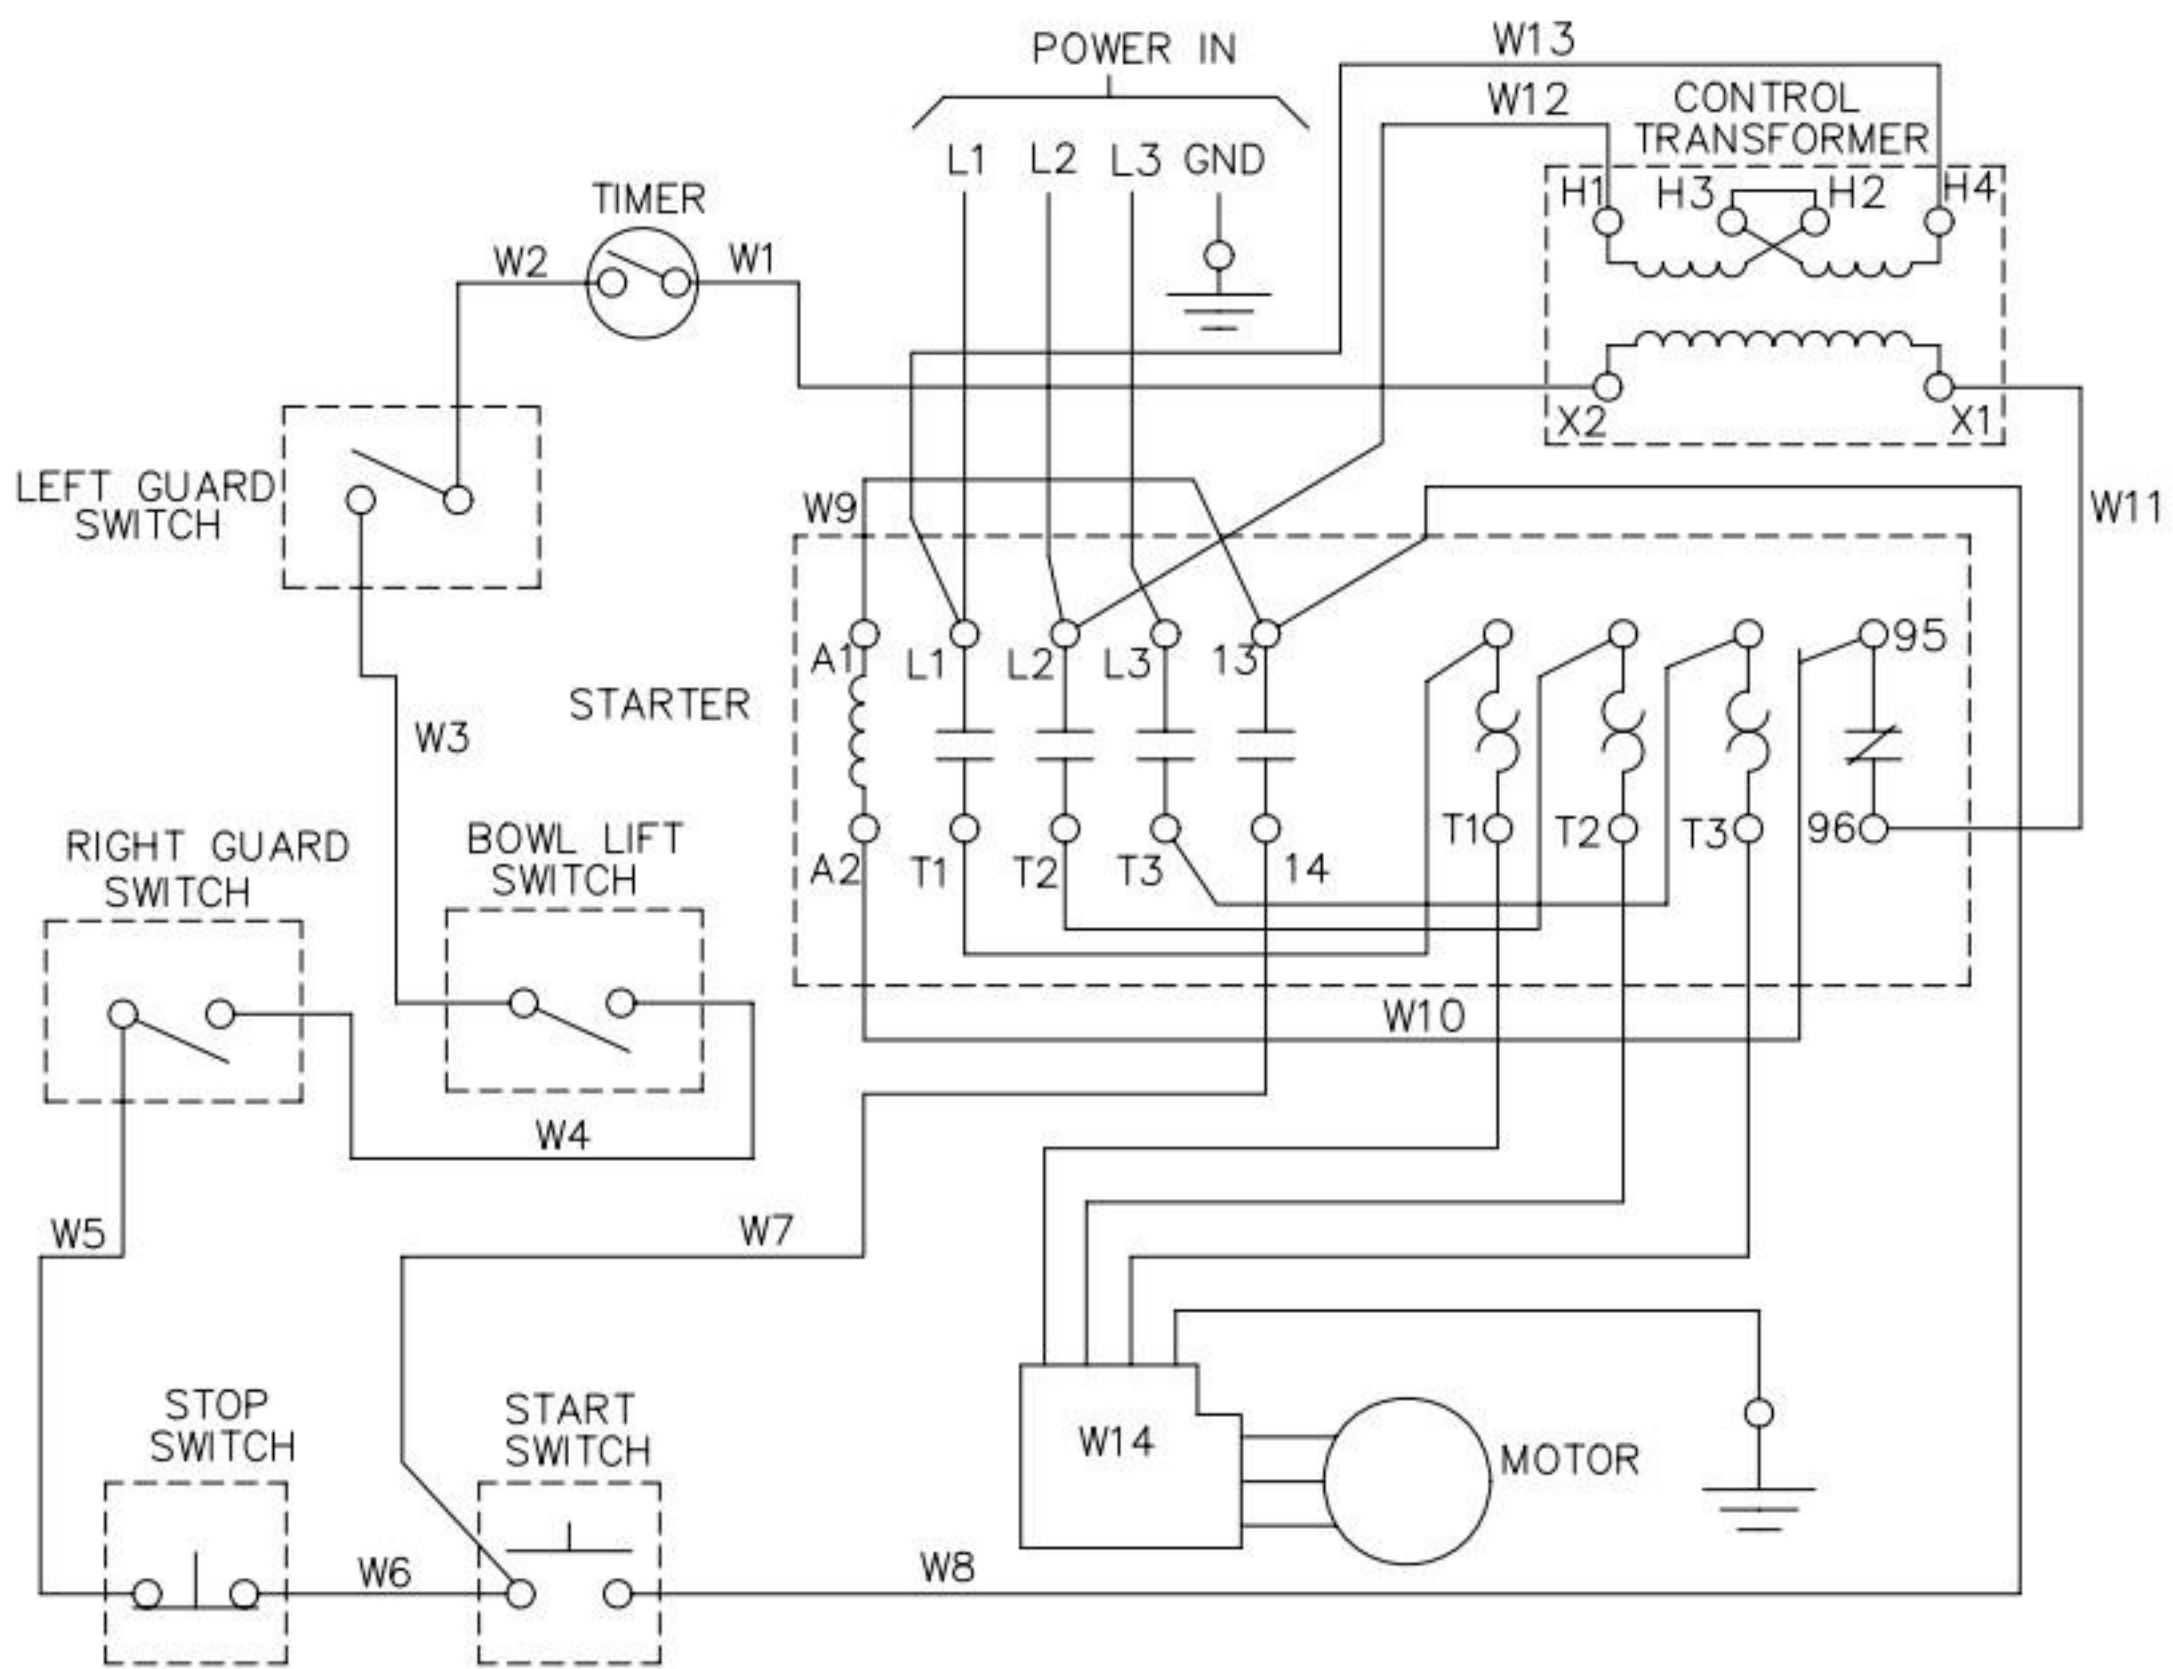 POWER IN
W13
W12
CONTROL
TRANSFORMER
L1 L2 L3 GND
H1 H3 H2 H4
TIMER
W2 W1
X2 X1
LEFT GUARD
SWITCH
W9
W11
A1 L1 L2 L3 13 95
STARTER
W3
RIGHT GUARD
SWITCH
BOWL LIFT
SWITCH
T1 T2 T3 96
A2 T1 T2 T3 14
W10
W4
W5
W7
STOP
SWITCH
START
SWITCH
W14
MOTOR
W6
W8